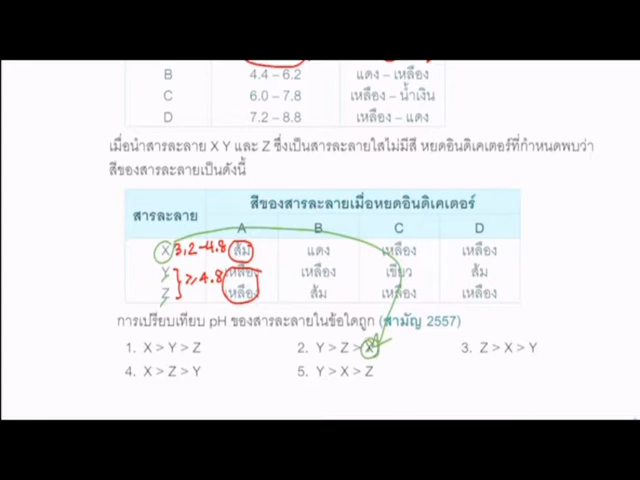 B 4.4 – 6.2 แดง – เหลือง
C 6.0 – 7.8 เหลือง – น้ำเงิน
D 7.2 – 8.8 เหลือง – แดง
เมื่อนำสารละลาย X Y และ Z ซึ่งเป็นสารละลายใสไม่มีสี หยดอินดิเคเตอร์ที่กำหนดพบว่า
สีของสารละลายเป็นดังนี้
สารละลาย สีของสารละลายเมื่อหยดอินดิเคเตอร์
A B C D
X 3.2-4.8 ส้ม แดง เหลือง เหลือง
Y ≥4.8 เหลือง เหลือง เขียว ส้ม
Z เหลือง ส้ม เหลือง เหลือง
การเปรียบเทียบ pH ของสารละลายในข้อใดถูก (สามัญ 2557)
1. X > Y > Z 2. Y > Z > X 3. Z > X > Y
4. X > Z > Y 5. Y > X > Z